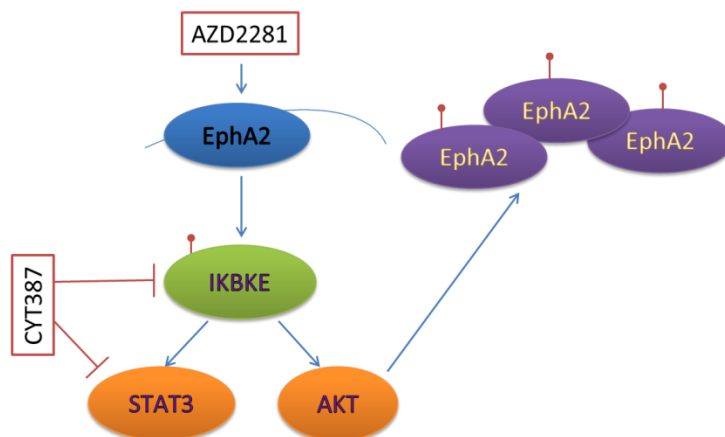 AZD2281
EphA2
EphA2
EphA2
EphA2
IKBKE
CYT387
STAT3
AKT